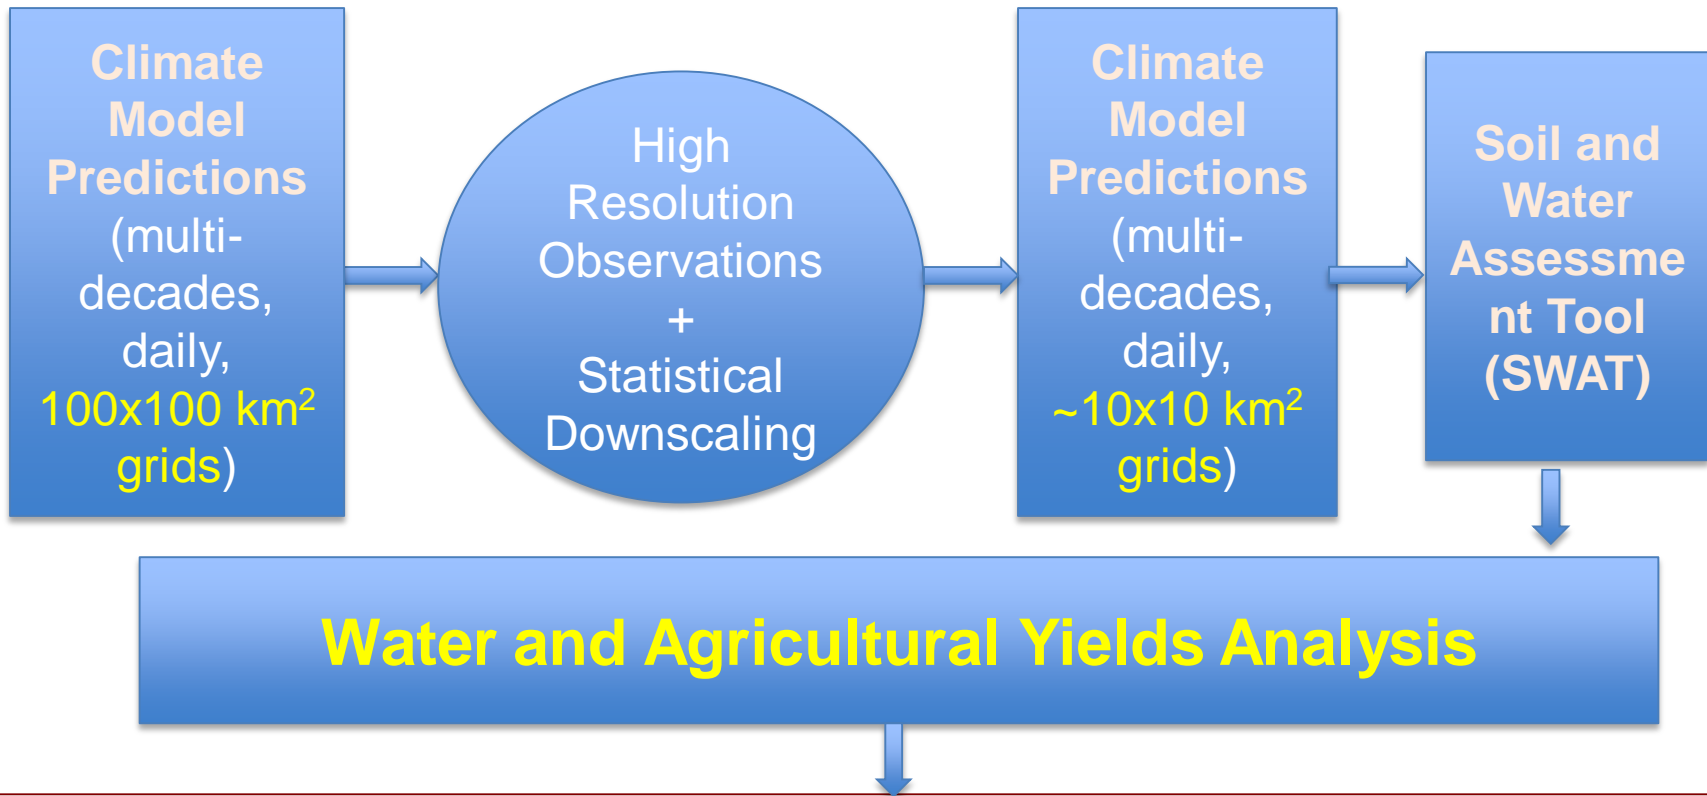 Climate
Model
Predictions
(multi-
decades,
daily,
100x100 km²
grids)
High
Resolution
Observations
+
Statistical
Downscaling
Climate
Model
Predictions
(multi-
decades,
daily,
~10x10 km²
grids)
Soil and
Water
Assessme
nt Tool
(SWAT)
Water and Agricultural Yields Analysis